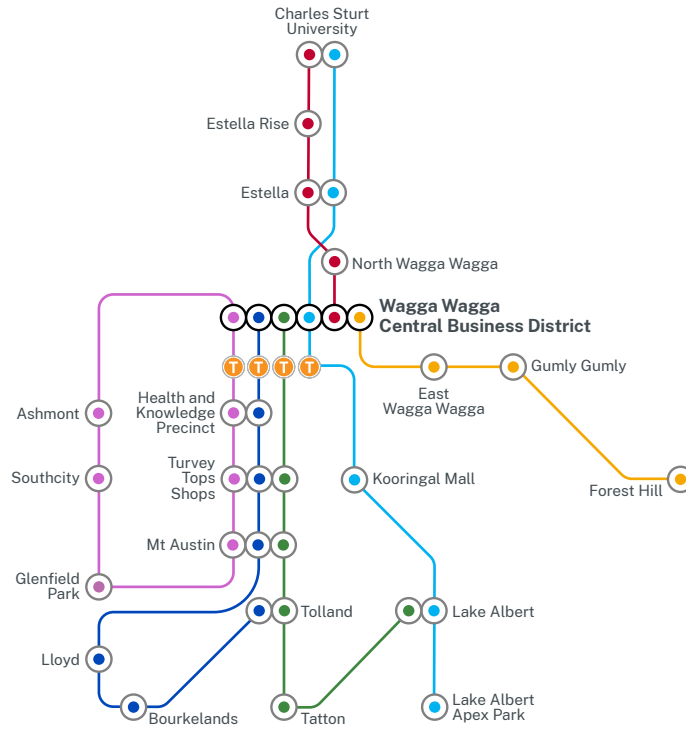 Charles Sturt
University
Estella Rise
Estella
North Wagga Wagga
Wagga Wagga
Central Business District
T T T T
Gumly Gumly
East
Wagga Wagga
Health and
Knowledge
Precinct
Ashmont
Turvey
Tops
Shops
Southcity
Kooringal Mall
Forest Hill
Mt Austin
Glenfield
Park
Tolland
Lake Albert
Lloyd
Bourkelands
Tatton
Lake Albert
Apex Park